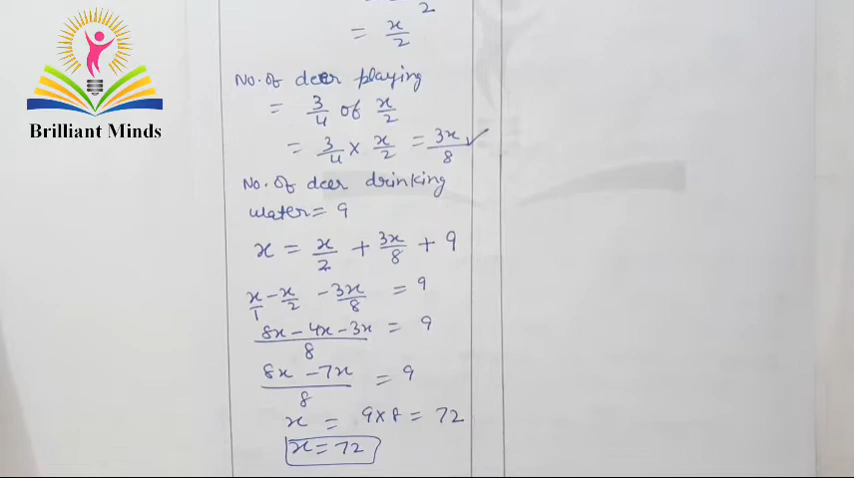 Brilliant Minds
2
= x/2
No. of deer playing
= 3/4 of x/2
= 3/4 × x/2 = 3x/8 ✓
No. of deer drinking
water = 9
x = x/2 + 3x/8 + 9
x/1 - x/2 - 3x/8 = 9
8x - 4x - 3x/8 = 9
8x - 7x/8 = 9
x = 9×8 = 72
x = 72